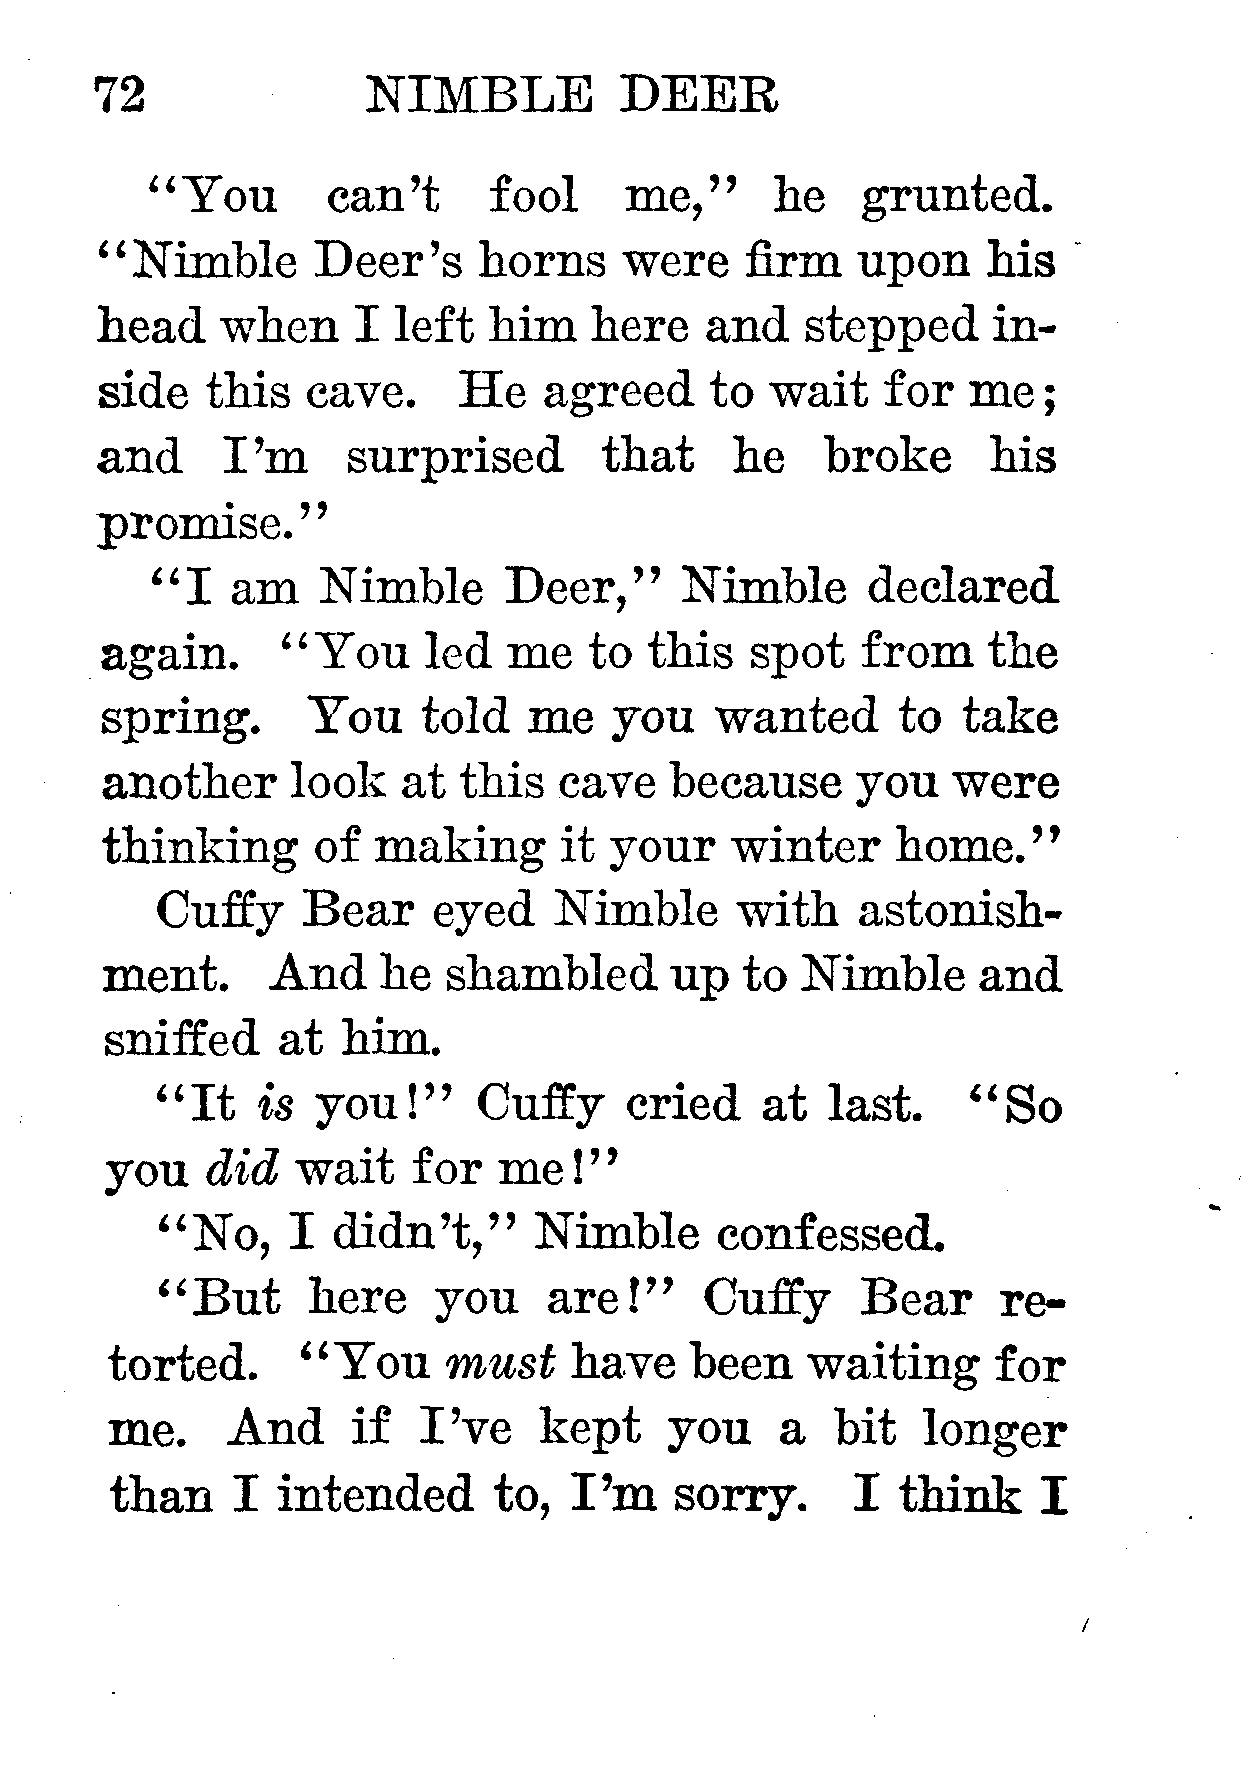 72 NIMBLE DEER
“You can’t fool me,” he grunted.
“Nimble Deer’s horns were firm upon his
head when I left him here and stepped in-
side this cave. He agreed to wait for me;
and I’m surprised that he broke his
promise.”
“I am Nimble Deer,” Nimble declared
again. “You led me to this spot from the
spring. You told me you wanted to take
another look at this cave because you were
thinking of making it your winter home.”
Cuffy Bear eyed Nimble with astonish-
ment. And he shambled up to Nimble and
sniffed at him.
“It is you!” Cuffy cried at last. “So
you did wait for me!”
“No, I didn’t,” Nimble confessed.
“But here you are!” Cuffy Bear re-
torted. “You must have been waiting for
me. And if I’ve kept you a bit longer
than I intended to, I’m sorry. I think I